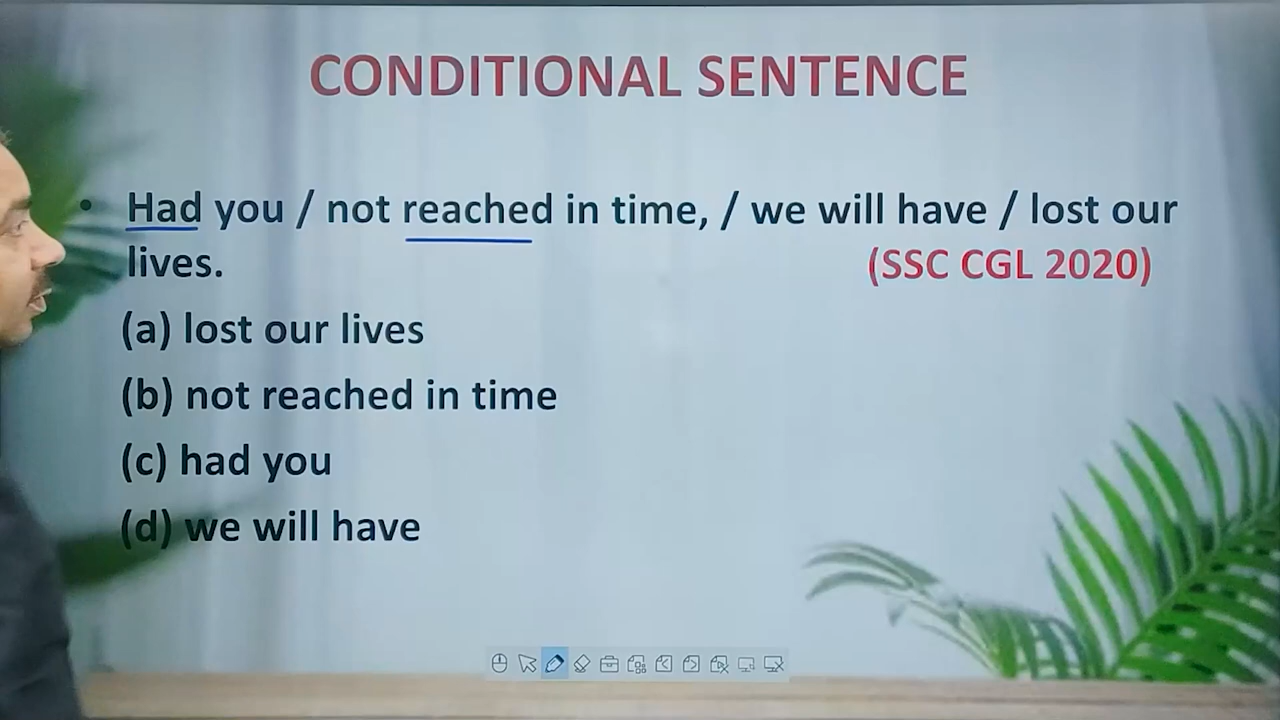 CONDITIONAL SENTENCE
• Had you / not reached in time, / we will have / lost our
lives. (SSC CGL 2020)
(a) lost our lives
(b) not reached in time
(c) had you
(d) we will have